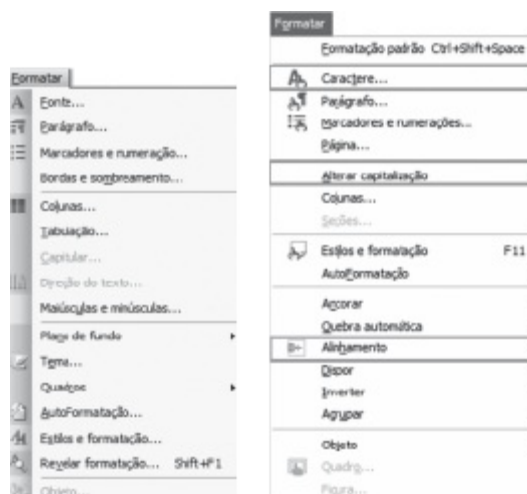 Formatar
Fonte...
Parágrafo...
Marcadores e numeração...
Bordas e sombreamento...
Colunas...
Tabulação...
Capitular...
Direção do texto...
Maiúsculas e minúsculas...
Plano de fundo
Tema...
Quadros
AutoFormatação...
Estilos e formatação...
Revelar formatação... Shift+F1
Objeto...
Formatar
Formatação padrão Ctrl+Shift+Space
Caractere...
Parágrafo...
Marcadores e numerações...
Página...
Alterar capitalização
Colunas...
Seções...
Estilos e formatação F11
AutoFormatação
Ancorar
Quebra automática
Alinhamento
Dispor
Inverter
Agrupar
Objeto
Quadro...
Figura...